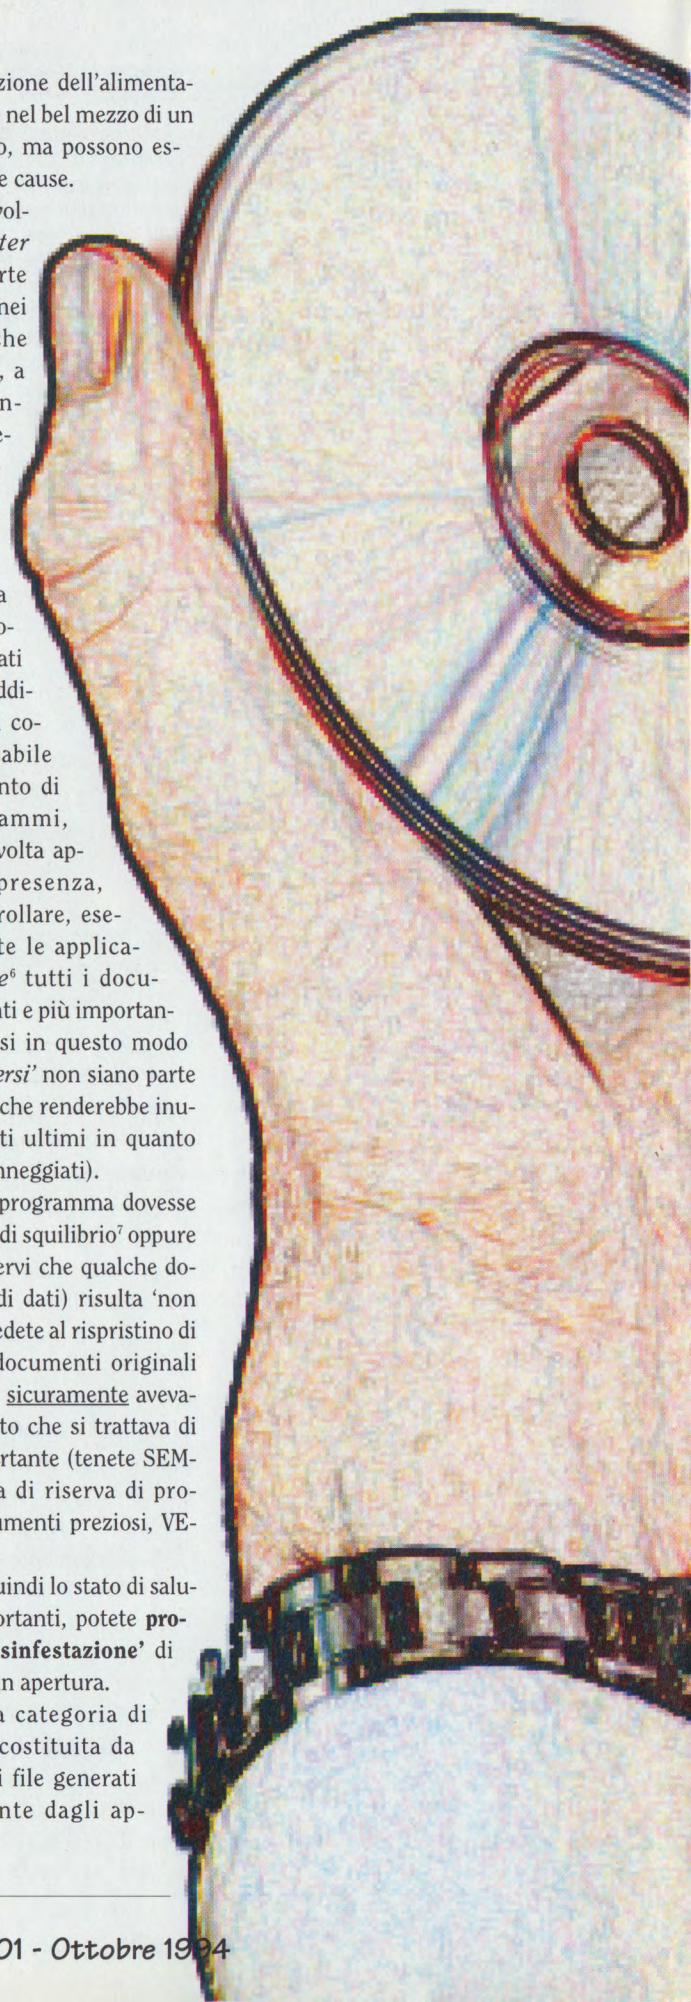 zione dell'alimenta-
nel bel mezzo di un
o, ma possono es-
e cause.
vol-
ter
rte
nei
he
, a
n-
e-
a
o-
ati
ddi-
co-
abile
nto di
ammi,
volta ap-
presenza,
rollare, ese-
te le applica-
e⁶ tutti i docu-
ti e più importan-
si in questo modo
ersi' non siano parte
che renderebbe inu-
ti ultimi in quanto
nneggiati).
programma dovesse
di squilibrio⁷ oppure
ervi che qualche do-
di dati) risulta 'non
edete al rispristino di
documenti originali
sicuramente aveva-
to che si trattava di
rtante (tenete SEM-
a di riserva di pro-
umenti preziosi, VE-
uindi lo stato di salu-
ortanti, potete pro-
sinfestazione' di
in apertura.
a categoria di
costituita da
i file generati
nte dagli ap-
01 - Ottobre 1994